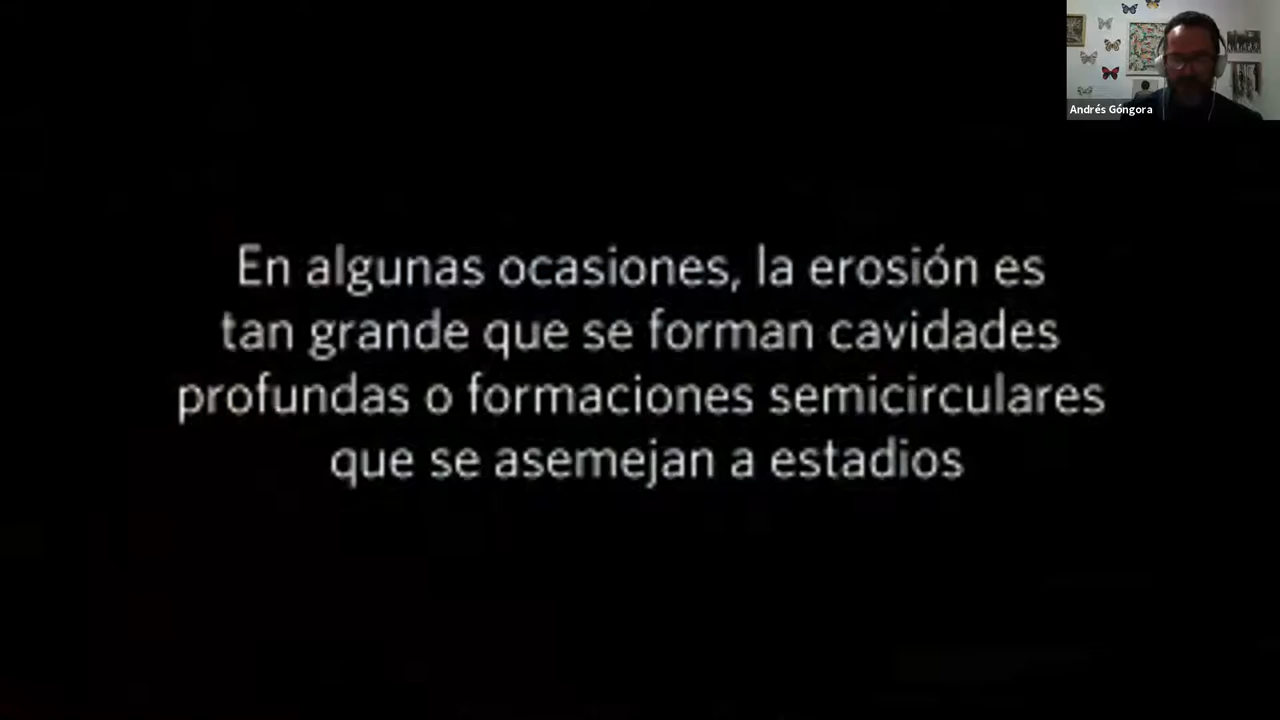 Andrés Góngora
En algunas ocasiones, la erosión es
tan grande que se forman cavidades
profundas o formaciones semicirculares
que se asemejan a estadios